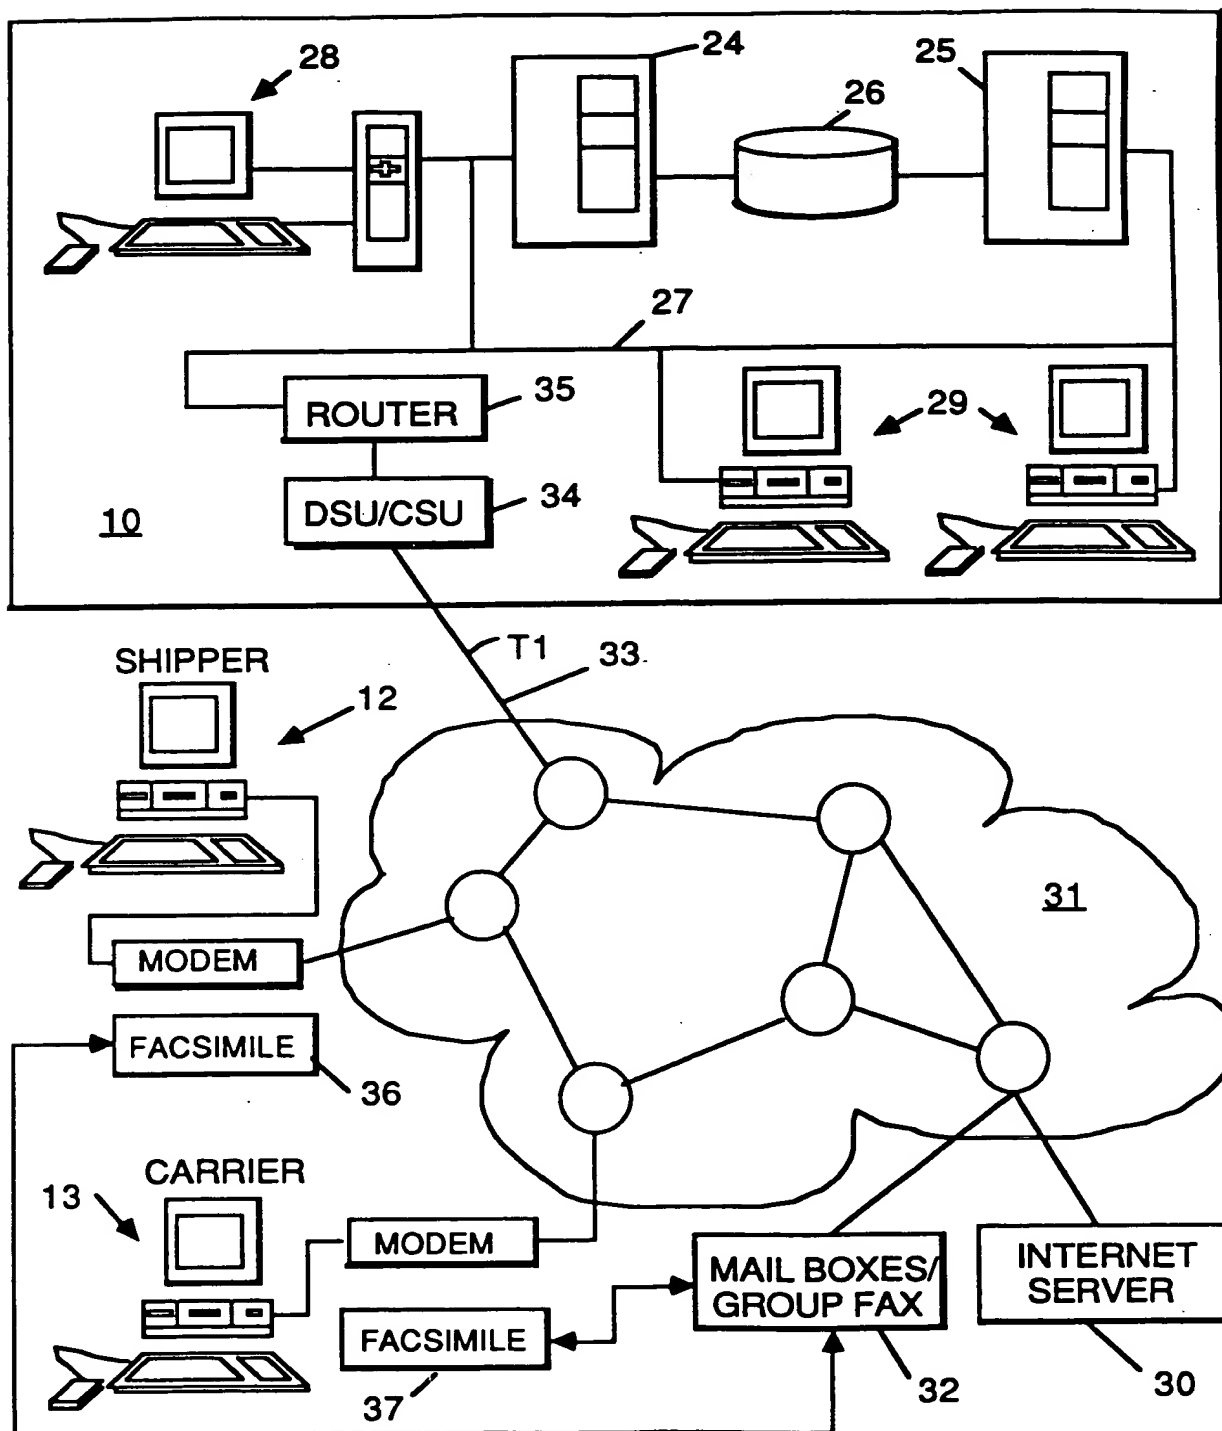 28
24
25
26
27
ROUTER
35
29
DSU/CSU
34
10
T1
33
SHIPPER
12
31
MODEM
FACSIMILE
36
CARRIER
13
MODEM
MAIL BOXES/
GROUP FAX
INTERNET
SERVER
FACSIMILE
37
32
30